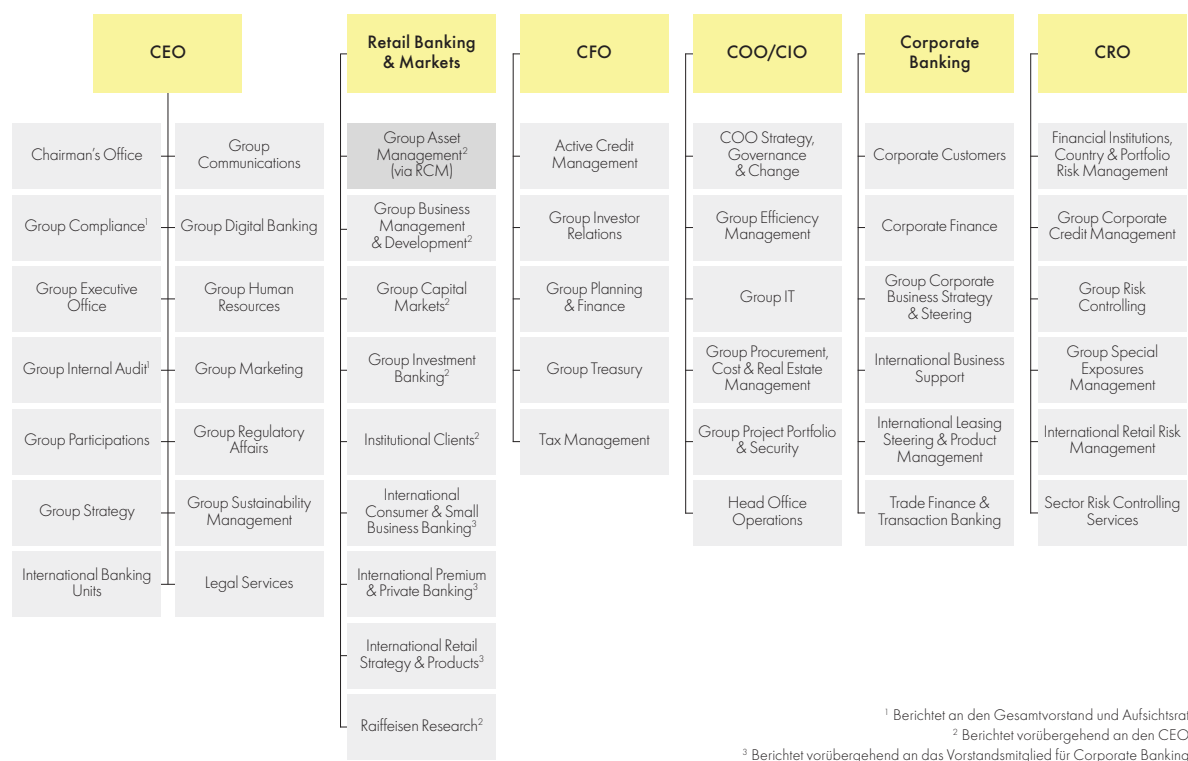 CEO
Chairman's Office
Group
Communications
Group Compliance¹
Group Digital Banking
Group Executive
Office
Group Human
Resources
Group Internal Audit¹
Group Marketing
Group Participations
Group Regulatory
Affairs
Group Strategy
Group Sustainability
Management
International Banking
Units
Legal Services
Retail Banking
& Markets
Group Asset
Management²
(via RCM)
Group Business
Management
& Development²
Group Capital
Markets²
Group Investment
Banking²
Institutional Clients²
International
Consumer & Small
Business Banking³
International Premium
& Private Banking³
International Retail
Strategy & Products³
Raiffeisen Research²
CFO
Active Credit
Management
Group Investor
Relations
Group Planning
& Finance
Group Treasury
Tax Management
COO/CIO
COO Strategy,
Governance
& Change
Group Efficiency
Management
Group IT
Group Procurement,
Cost & Real Estate
Management
Group Project Portfolio
& Security
Head Office
Operations
Corporate
Banking
Corporate Customers
Corporate Finance
Group Corporate
Business Strategy
& Steering
International Business
Support
International Leasing
Steering & Product
Management
Trade Finance &
Transaction Banking
CRO
Financial Institutions,
Country & Portfolio
Risk Management
Group Corporate
Credit Management
Group Risk
Controlling
Group Special
Exposures
Management
International Retail Risk
Management
Sector Risk Controlling
Services
¹ Berichtet an den Gesamtvorstand und Aufsichtsrat
² Berichtet vorübergehend an den CEO
³ Berichtet vorübergehend an das Vorstandsmitglied für Corporate Banking